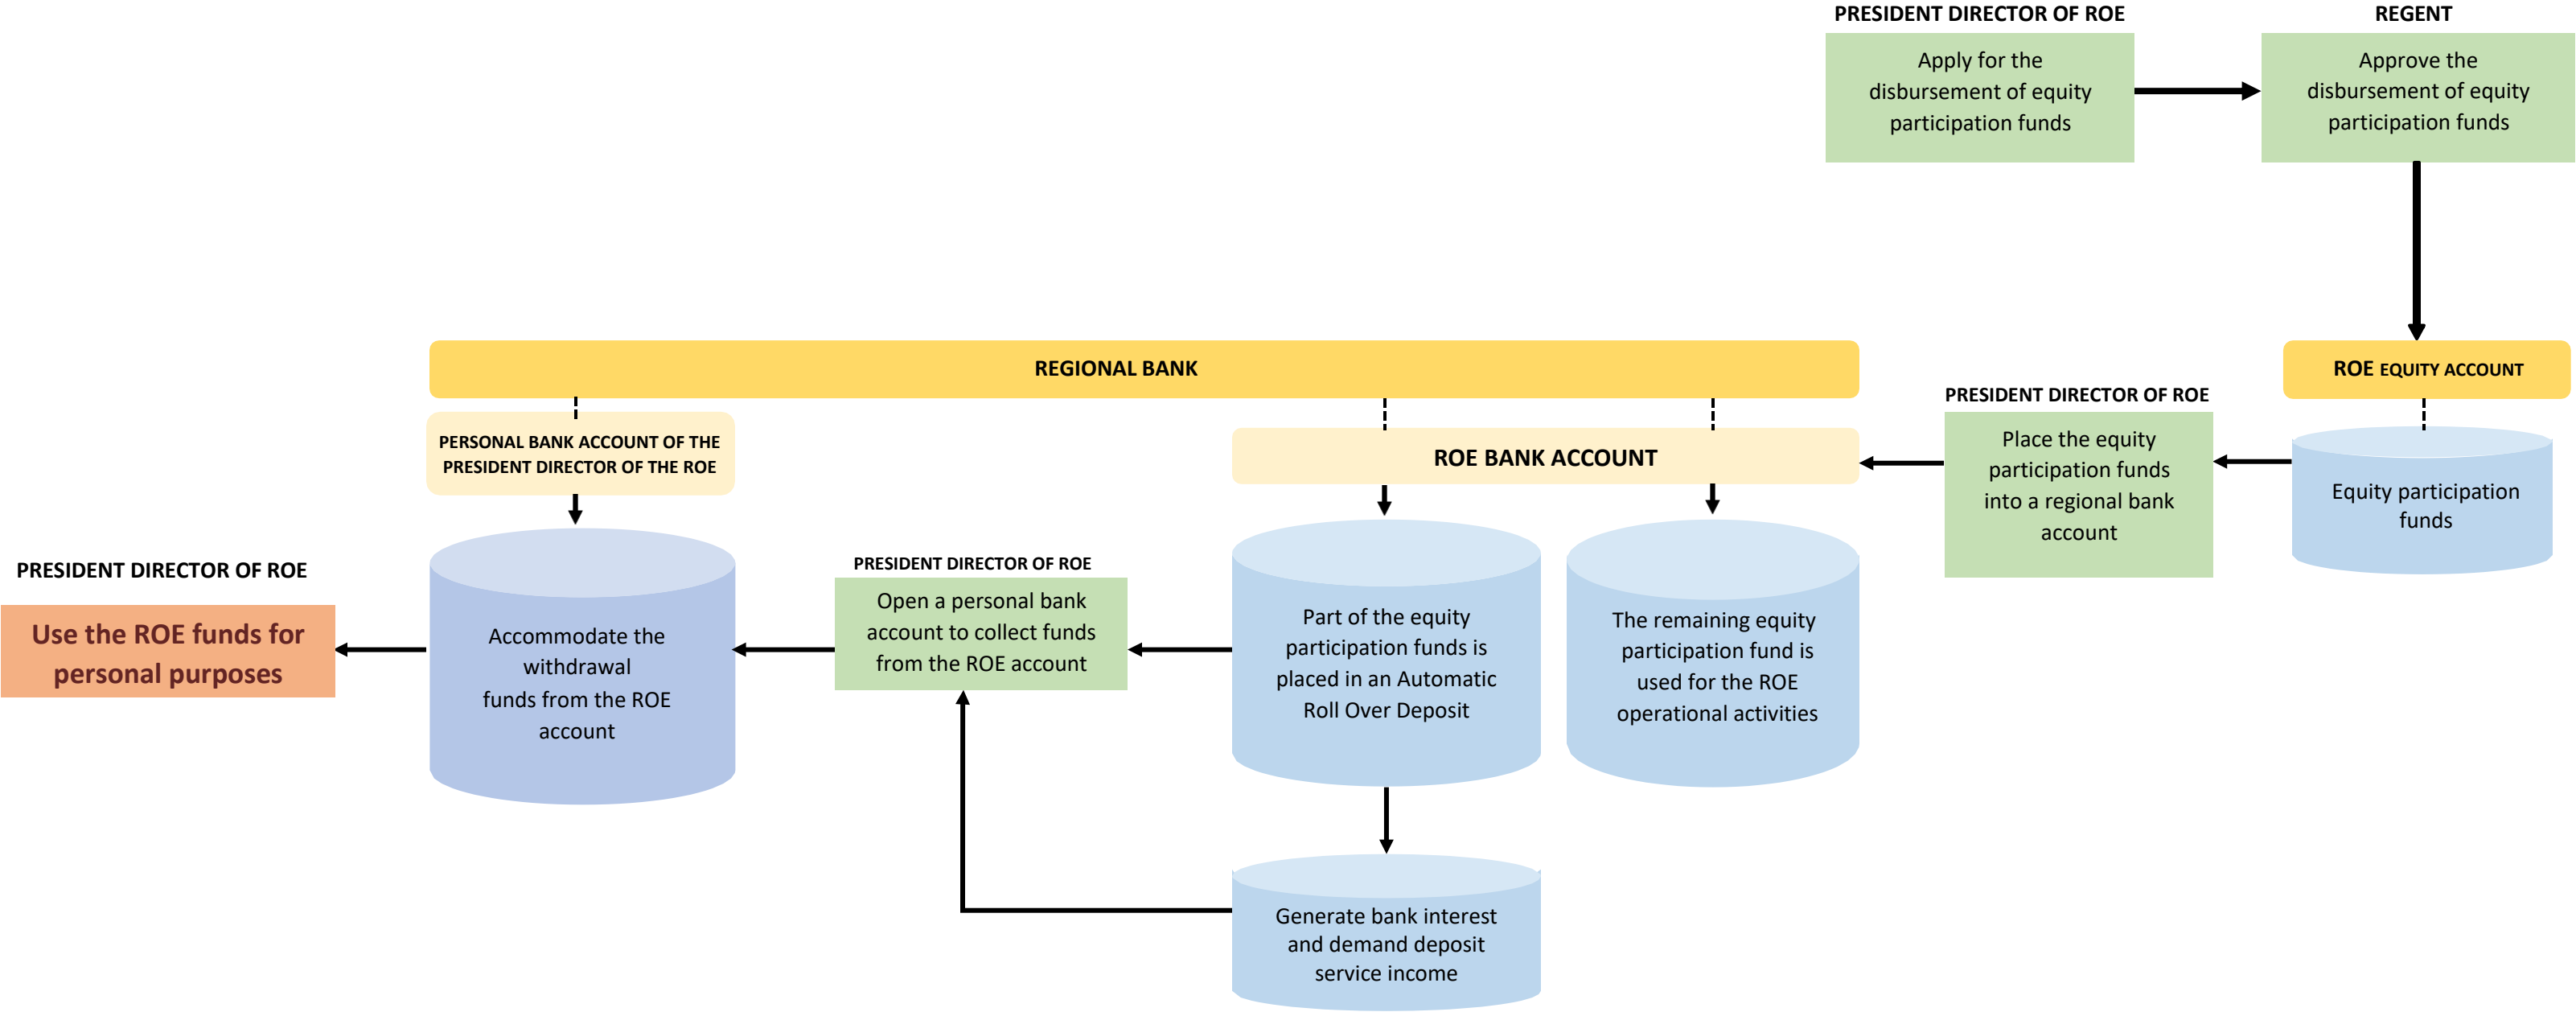 PRESIDENT DIRECTOR OF ROE
Apply for the
disbursement of equity
participation funds
REGENT
Approve the
disbursement of equity
participation funds
REGIONAL BANK
ROE EQUITY ACCOUNT
PRESIDENT DIRECTOR OF ROE
Place the equity
participation funds
into a regional bank
account
Equity participation
funds
PERSONAL BANK ACCOUNT OF THE
PRESIDENT DIRECTOR OF THE ROE
ROE BANK ACCOUNT
PRESIDENT DIRECTOR OF ROE
Use the ROE funds for
personal purposes
Accommodate the
withdrawal
funds from the ROE
account
PRESIDENT DIRECTOR OF ROE
Open a personal bank
account to collect funds
from the ROE account
Part of the equity
participation funds is
placed in an Automatic
Roll Over Deposit
The remaining equity
participation fund is
used for the ROE
operational activities
Generate bank interest
and demand deposit
service income